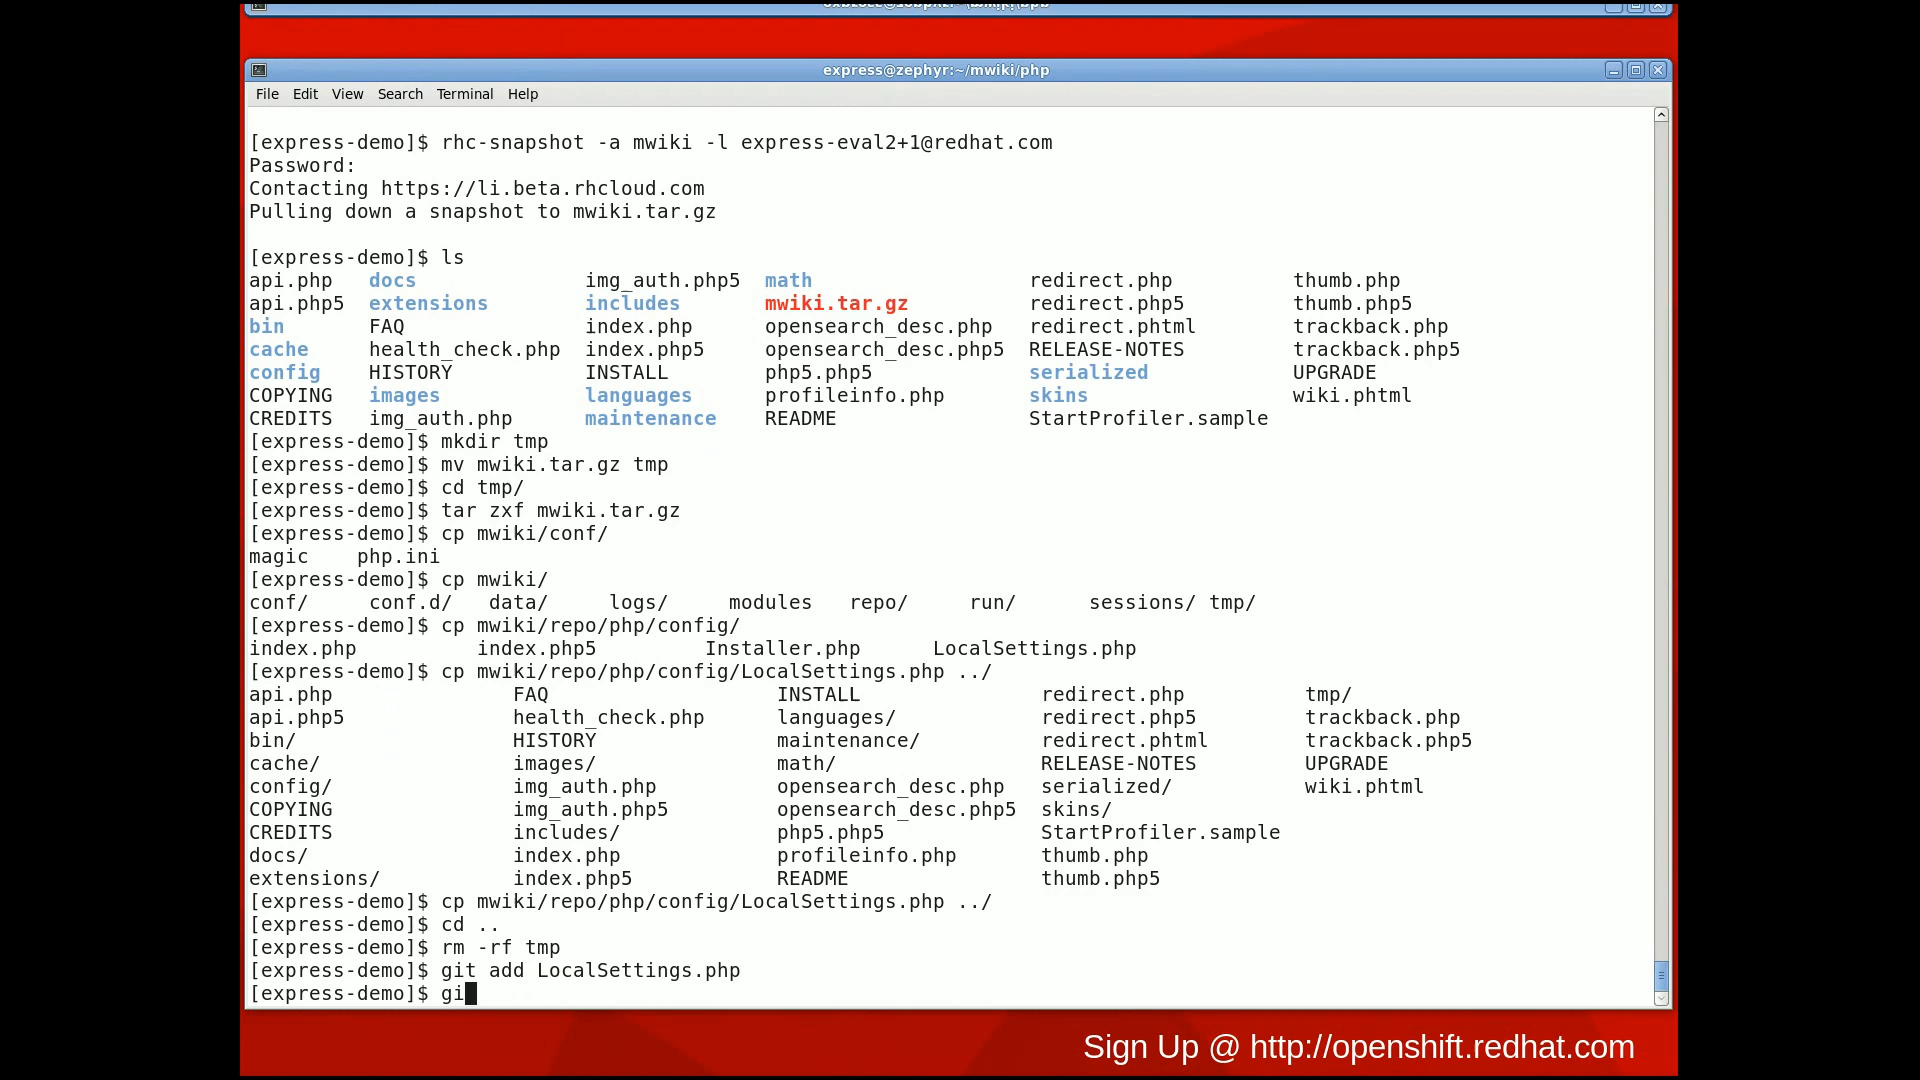 express@zephyr:~/mwiki/php
File Edit View Search Terminal Help
[express-demo]$ rhc-snapshot -a mwiki -l express-eval2+1@redhat.com
Password:
Contacting https://li.beta.rhcloud.com
Pulling down a snapshot to mwiki.tar.gz
[express-demo]$ ls
api.php docs img_auth.php5 math redirect.php thumb.php
api.php5 extensions includes mwiki.tar.gz redirect.php5 thumb.php5
bin FAQ index.php opensearch_desc.php redirect.phtml trackback.php
cache health_check.php index.php5 opensearch_desc.php5 RELEASE-NOTES trackback.php5
config HISTORY INSTALL php5.php5 serialized UPGRADE
COPYING images languages profileinfo.php skins wiki.phtml
CREDITS img_auth.php maintenance README StartProfiler.sample
[express-demo]$ mkdir tmp
[express-demo]$ mv mwiki.tar.gz tmp
[express-demo]$ cd tmp/
[express-demo]$ tar zxf mwiki.tar.gz
[express-demo]$ cp mwiki/conf/
magic php.ini
[express-demo]$ cp mwiki/
conf/ conf.d/ data/ logs/ modules repo/ run/ sessions/ tmp/
[express-demo]$ cp mwiki/repo/php/config/
index.php index.php5 Installer.php LocalSettings.php
[express-demo]$ cp mwiki/repo/php/config/LocalSettings.php ../
api.php FAQ INSTALL redirect.php tmp/
api.php5 health_check.php languages/ redirect.php5 trackback.php
bin/ HISTORY maintenance/ redirect.phtml trackback.php5
cache/ images/ math/ RELEASE-NOTES UPGRADE
config/ img_auth.php opensearch_desc.php serialized/ wiki.phtml
COPYING img_auth.php5 opensearch_desc.php5 skins/
CREDITS includes/ php5.php5 StartProfiler.sample
docs/ index.php profileinfo.php thumb.php
extensions/ index.php5 README thumb.php5
[express-demo]$ cp mwiki/repo/php/config/LocalSettings.php ../
[express-demo]$ cd ..
[express-demo]$ rm -rf tmp
[express-demo]$ git add LocalSettings.php
[express-demo]$ gi
Sign Up @ http://openshift.redhat.com